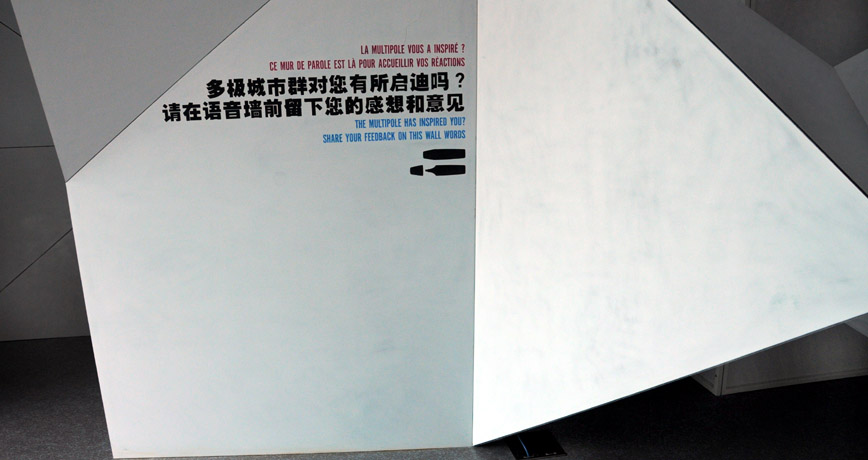 LA MULTIPOLE VOUS A INSPIRÉ ?
CE MUR DE PAROLE EST LÀ POUR ACCUEILLIR VOS RÉACTIONS
多极城市群对您有所启迪吗？
请在语音墙前留下您的感想和意见
THE MULTIPOLE HAS INSPIRED YOU?
SHARE YOUR FEEDBACK ON THIS WALL WORDS